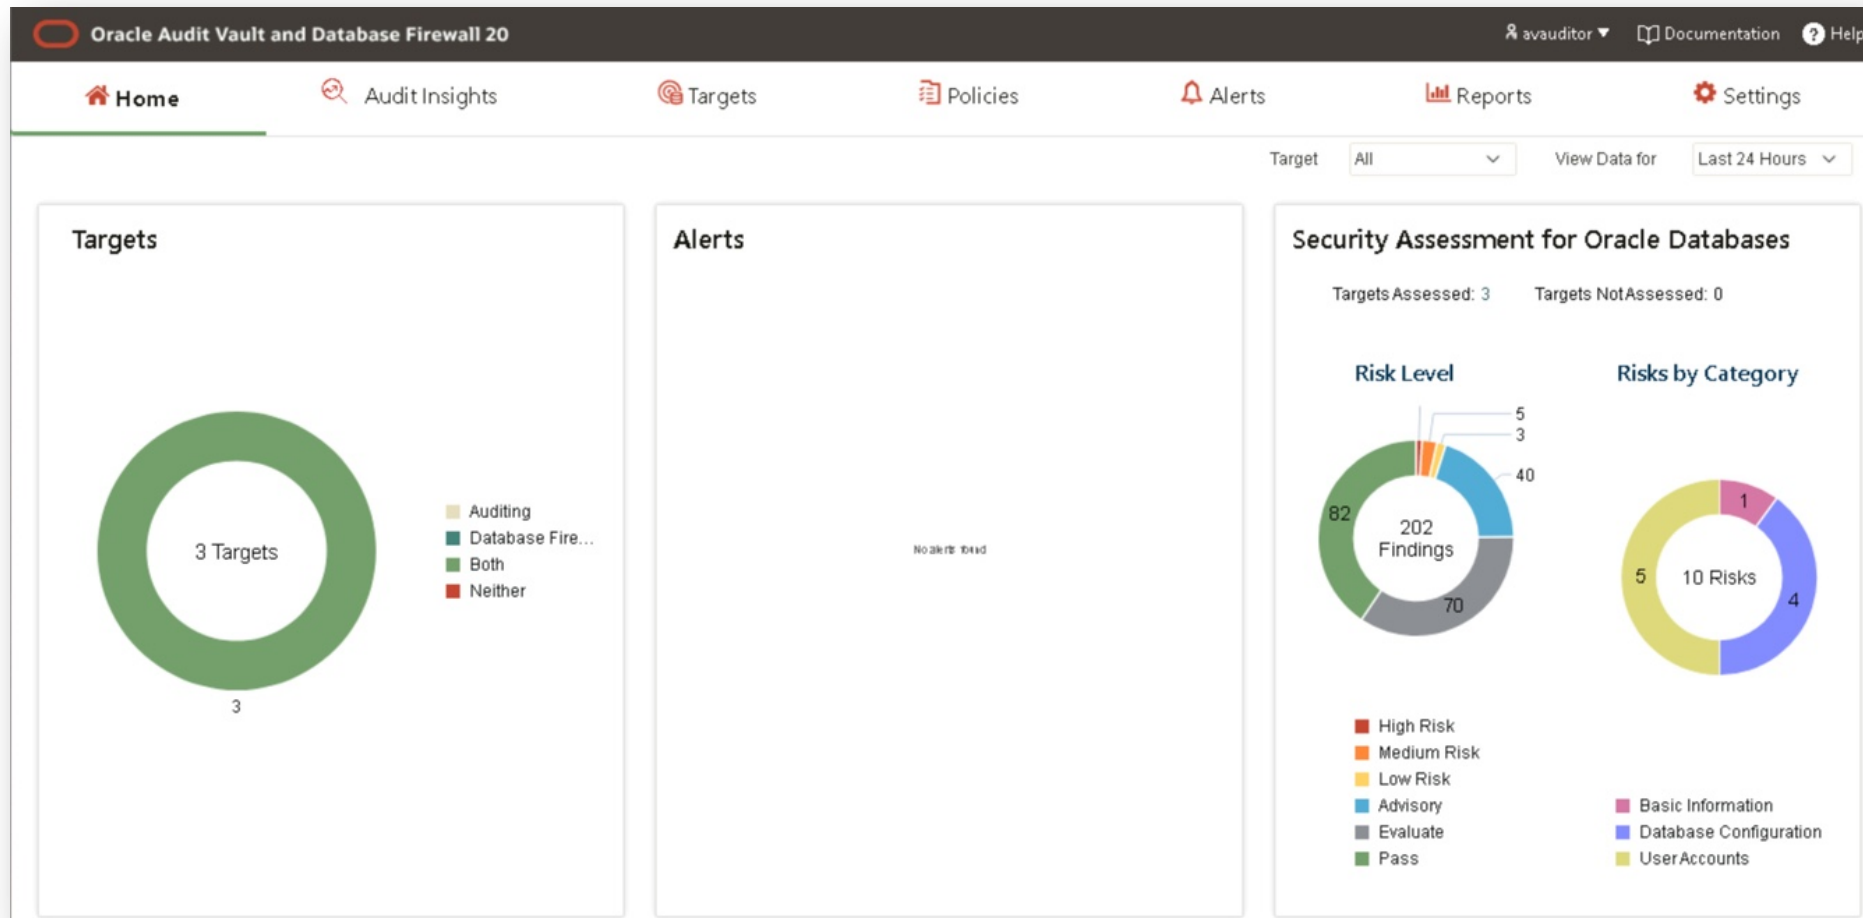 Oracle Audit Vault and Database Firewall 20
avauditor
Documentation
? Help
Home
Audit Insights
Targets
Policies
Alerts
Reports
Settings
Target
All
View Data for
Last 24 Hours
Targets
3 Targets
3
Auditing
Database Fire...
Both
Neither
Alerts
No alerts found
Security Assessment for Oracle Databases
Targets Assessed: 3
Targets Not Assessed: 0
Risk Level
5
3
40
82
202
Findings
70
High Risk
Medium Risk
Low Risk
Advisory
Evaluate
Pass
Risks by Category
1
5
10 Risks
4
Basic Information
Database Configuration
User Accounts